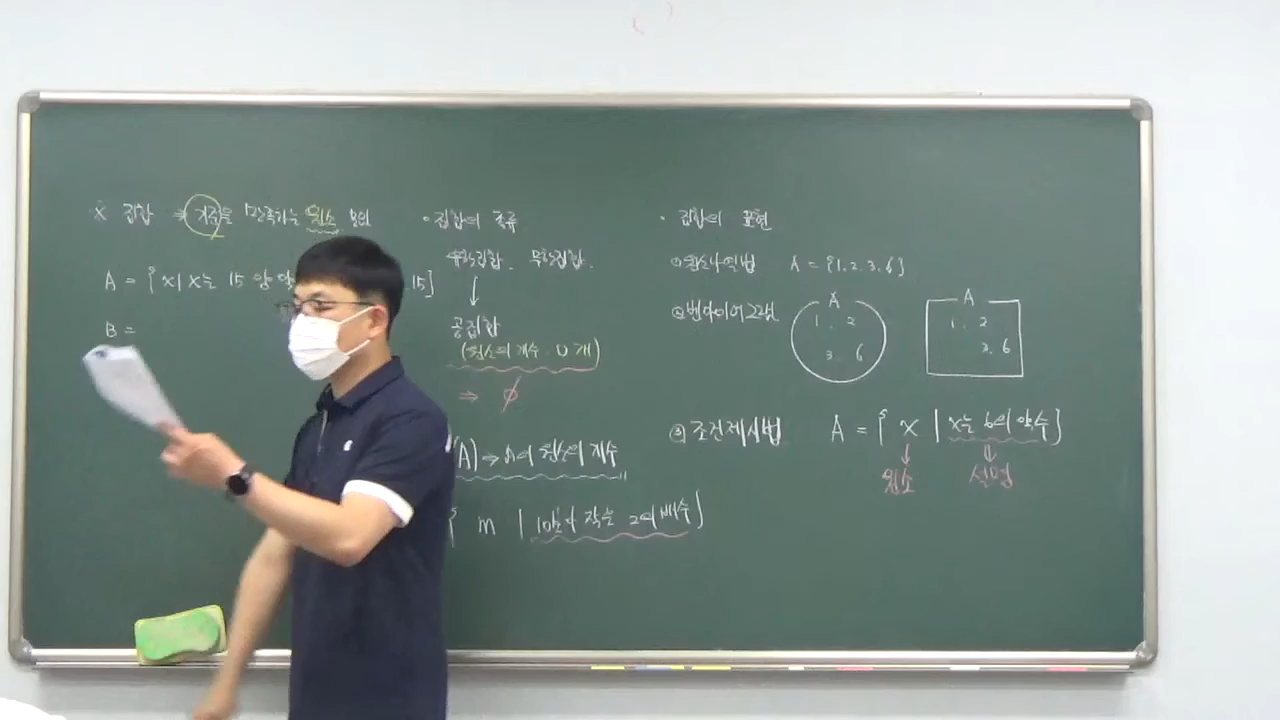 ※ 집합 ⇒ 기준을 만족하는 원소 모임
A = { x | x는 15 15 }
B =
· 집합의 종류
유한집합. 무한집합.
↓
공집합
(원소의 개수 0개)
⇒ ∅
(A) → A의 원소의 개수
{ m | 10보다 작은 2의 배수 }
· 집합의 표현
① 원소나열법 A = {1, 2, 3, 6}
② 벤다이어그램
A
1, 2
3, 6
A
1, 2
3, 6
③ 조건제시법 A = { x | x는 6의 약수 }
원소 설명